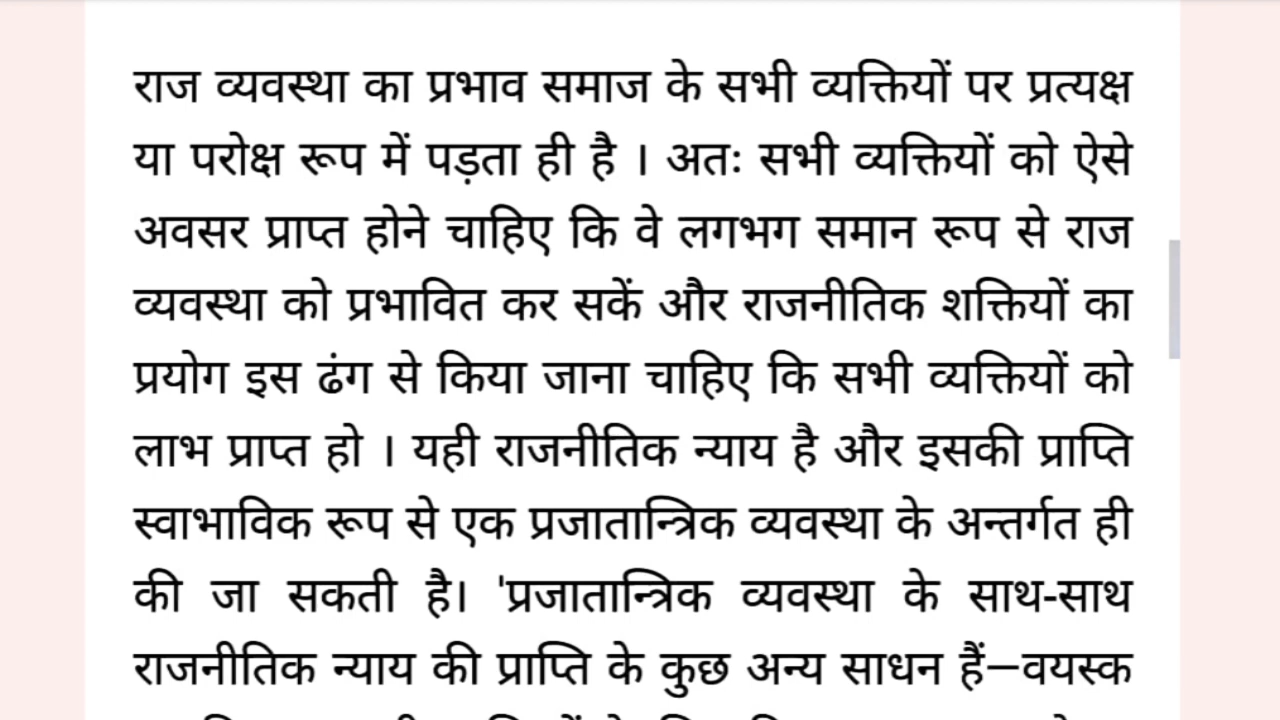 राज व्यवस्था का प्रभाव समाज के सभी व्यक्तियों पर प्रत्यक्ष
या परोक्ष रूप में पड़ता ही है । अतः सभी व्यक्तियों को ऐसे
अवसर प्राप्त होने चाहिए कि वे लगभग समान रूप से राज
व्यवस्था को प्रभावित कर सकें और राजनीतिक शक्तियों का
प्रयोग इस ढंग से किया जाना चाहिए कि सभी व्यक्तियों को
लाभ प्राप्त हो । यही राजनीतिक न्याय है और इसकी प्राप्ति
स्वाभाविक रूप से एक प्रजातान्त्रिक व्यवस्था के अन्तर्गत ही
की जा सकती है। 'प्रजातान्त्रिक व्यवस्था के साथ-साथ
राजनीतिक न्याय की प्राप्ति के कुछ अन्य साधन हैं—वयस्क